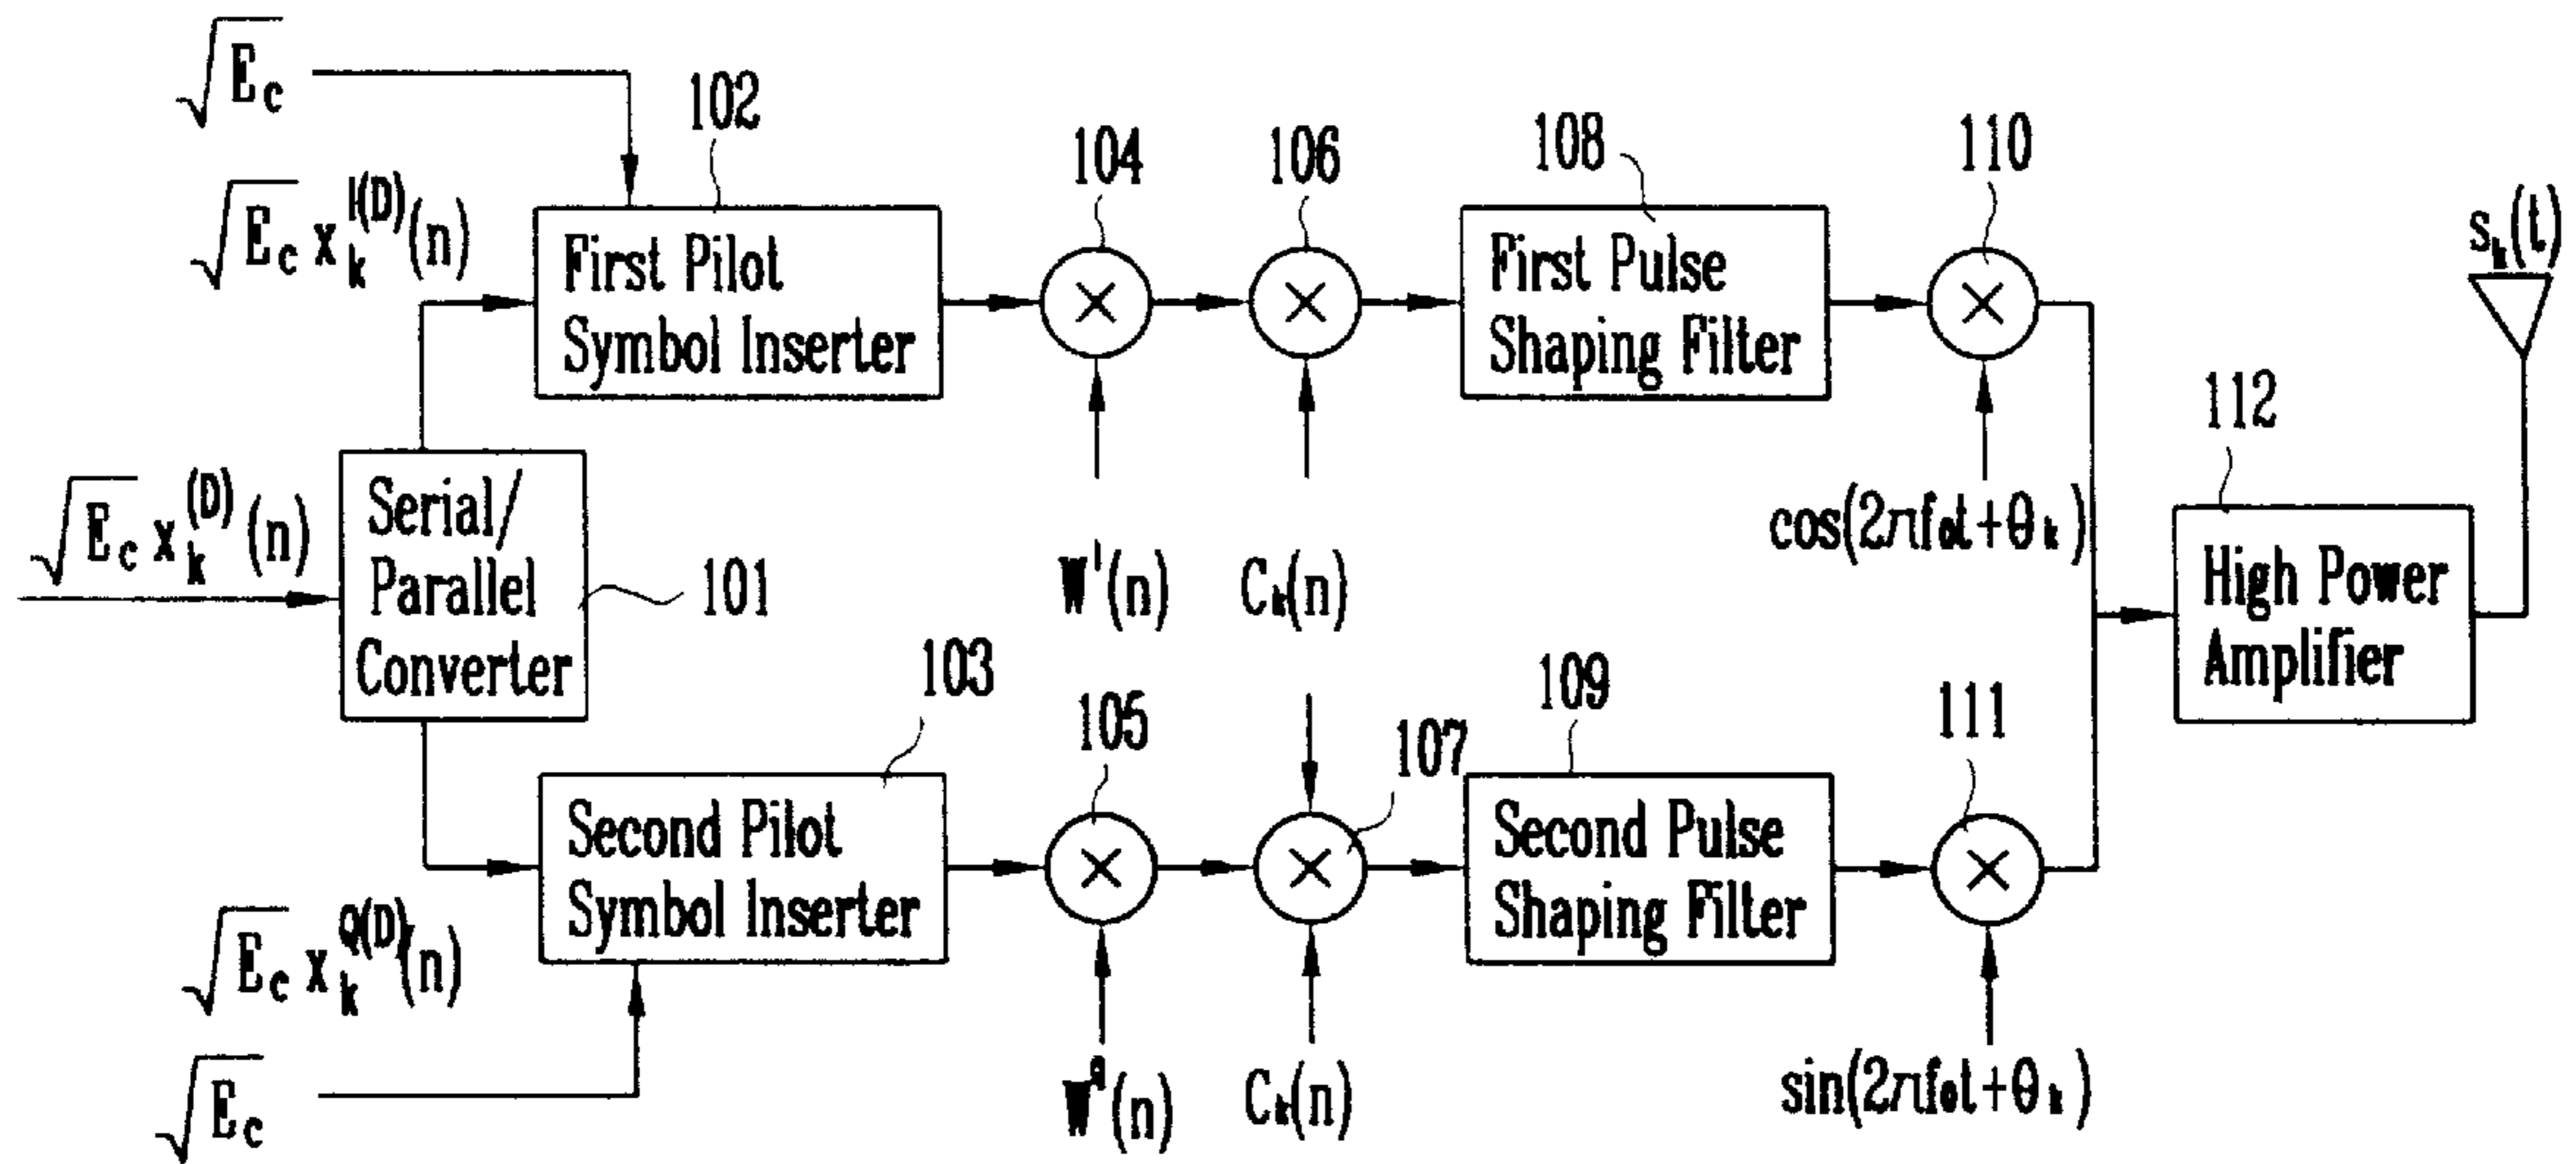 √Ec
102
104
106
108
110
√Ec x_k^{I(D)}(n)
First Pilot
Symbol Inserter
First Pulse
Shaping Filter
s_k(t)
112
√Ec x_k^{(D)}(n)
Serial/
Parallel
Converter
101
W^I(n)
C_k(n)
cos(2πf_0t+θ_k)
High Power
Amplifier
103
105
107
109
111
Second Pilot
Symbol Inserter
Second Pulse
Shaping Filter
√Ec x_k^{Q(D)}(n)
√Ec
W^Q(n)
C_k(n)
sin(2πf_0t+θ_k)